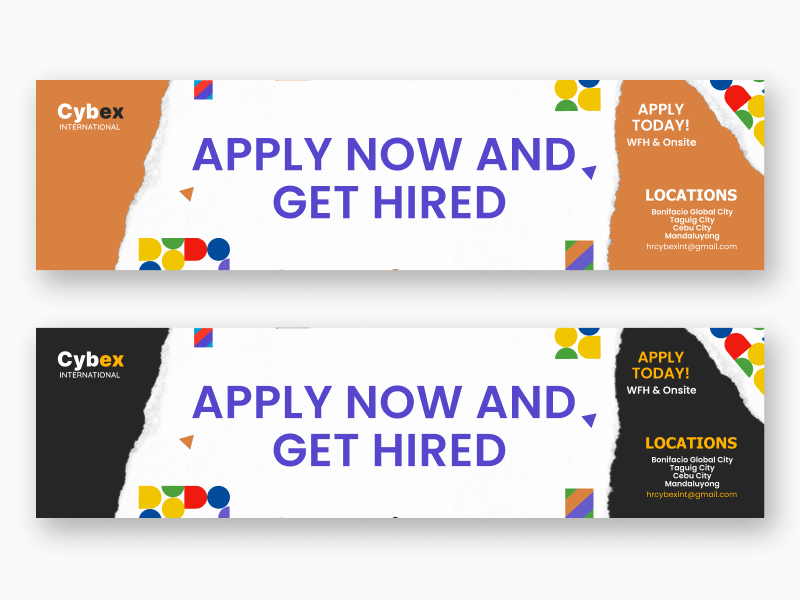 Cybex
INTERNATIONAL
APPLY NOW AND
GET HIRED
APPLY
TODAY!
WFH & Onsite
LOCATIONS
Bonifacio Global City
Taguig City
Cebu City
Mandaluyong
hrcybexint@gmail.com
Cybex
INTERNATIONAL
APPLY NOW AND
GET HIRED
APPLY
TODAY!
WFH & Onsite
LOCATIONS
Bonifacio Global City
Taguig City
Cebu City
Mandaluyong
hrcybexint@gmail.com